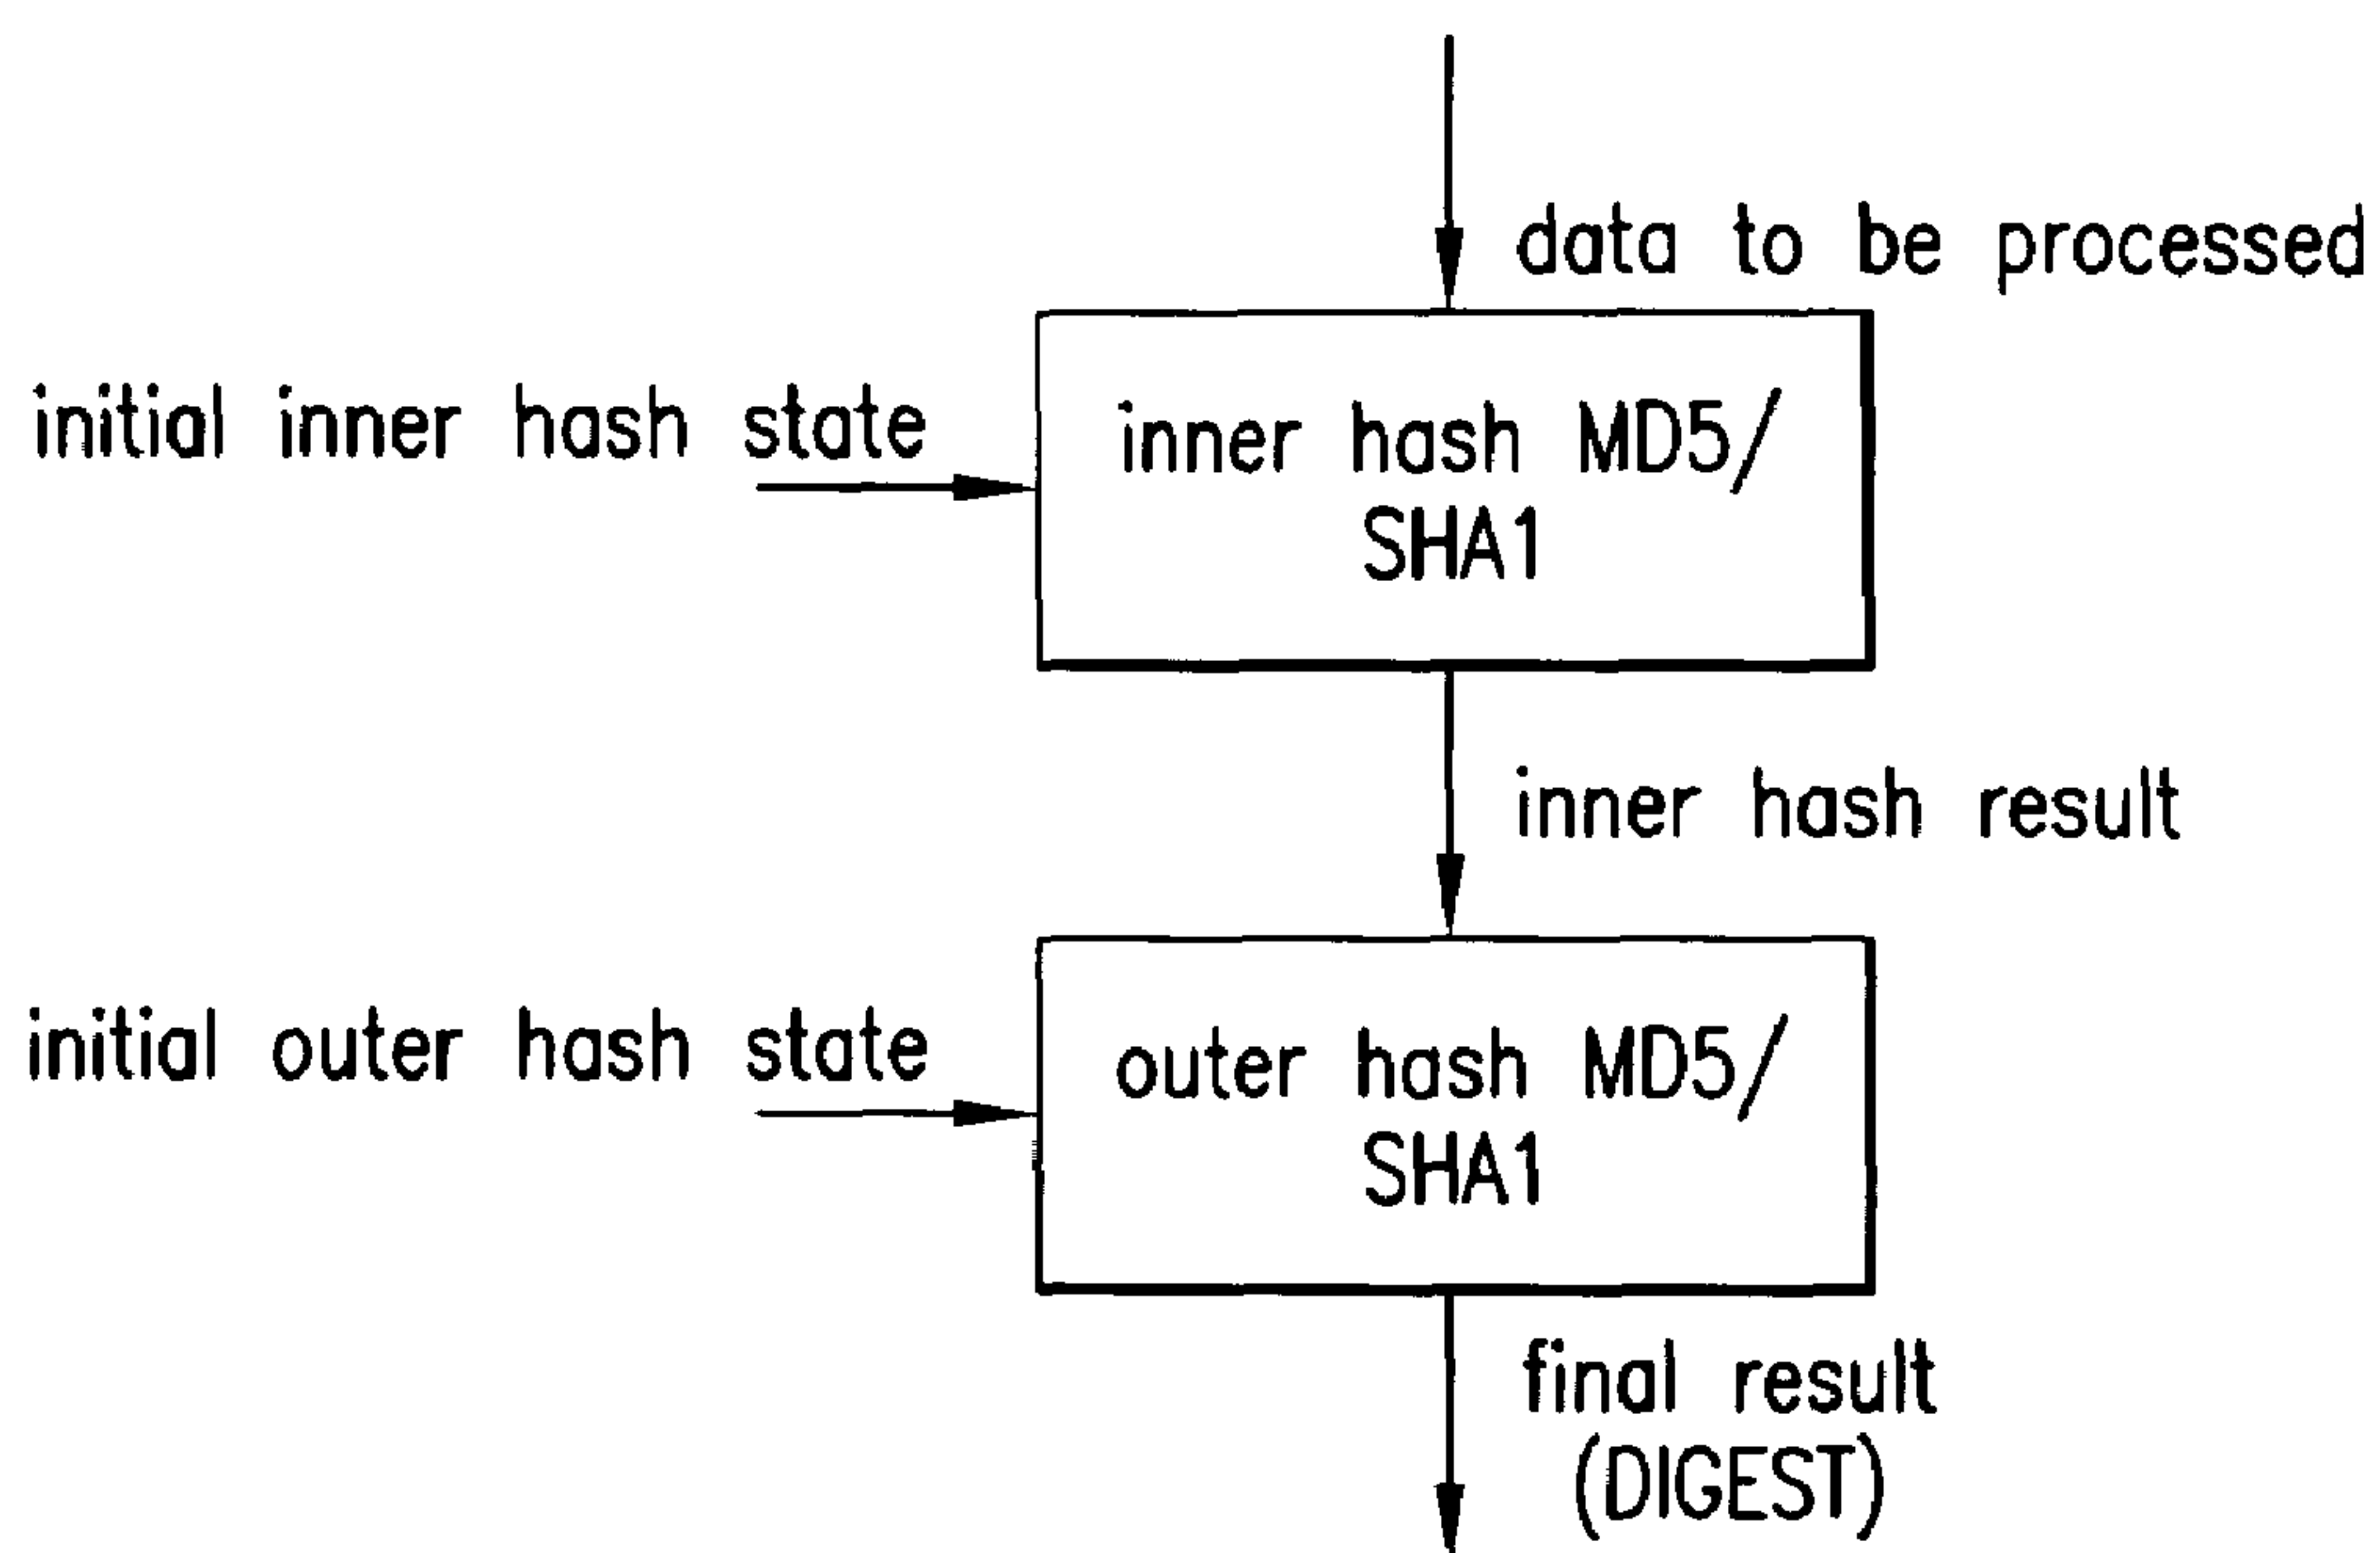 data to be processed
initial inner hash state
inner hash MD5/
SHA1
inner hash result
initial outer hash state
outer hash MD5/
SHA1
final result
(DIGEST)